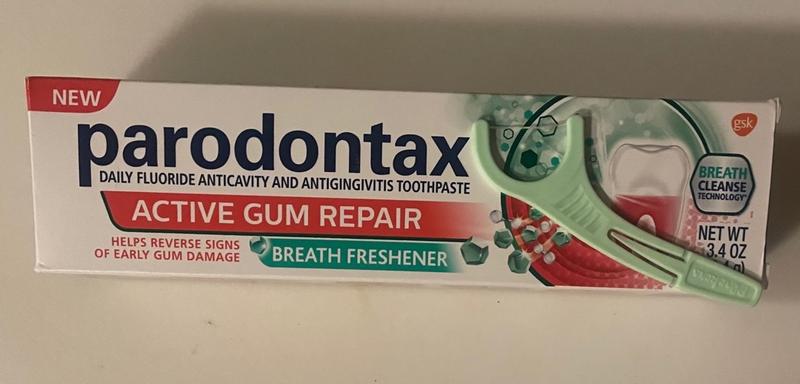 NEW
parodontax
DAILY FLUORIDE ANTICAVITY AND ANTIGINGIVITIS TOOTHPASTE
ACTIVE GUM REPAIR
HELPS REVERSE SIGNS
OF EARLY GUM DAMAGE
BREATH FRESHENER
gsk
BREATH
CLEANSE
TECHNOLOGY*
NET WT
3.4 OZ
g)